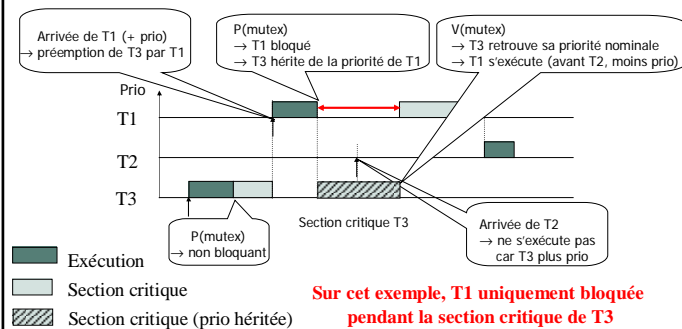 Arrivée de T1 (+ prio)
→ préemption de T3 par T1
P(mutex)
→ T1 bloqué
→ T3 hérite de la priorité de T1
V(mutex)
→ T3 retrouve sa priorité nominale
→ T1 s'exécute (avant T2, moins prio)
Prio
T1
T2
T3
P(mutex)
→ non bloquant
Section critique T3
Arrivée de T2
→ ne s'exécute pas
car T3 plus prio
Exécution
Section critique
Section critique (prio héritée)
Sur cet exemple, T1 uniquement bloquée
pendant la section critique de T3